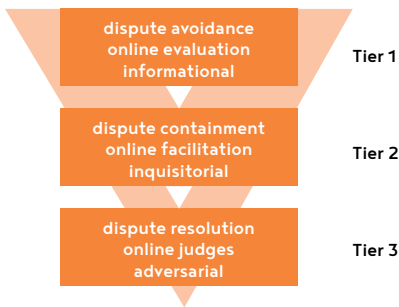 dispute avoidance
online evaluation
informational
Tier 1
dispute containment
online facilitation
inquisitorial
Tier 2
dispute resolution
online judges
adversarial
Tier 3